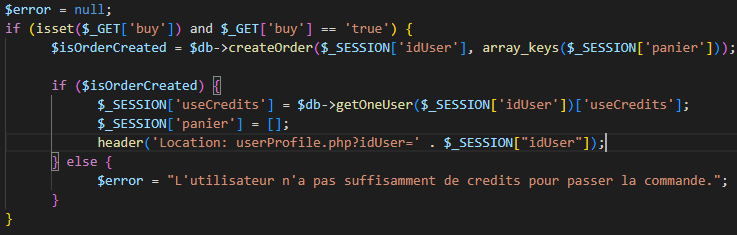 $error = null;
if (isset($_GET['buy']) and $_GET['buy'] == 'true') {
$isOrderCreated = $db->createOrder($_SESSION['idUser'], array_keys($_SESSION['panier']));
if ($isOrderCreated) {
$_SESSION['useCredits'] = $db->getOneUser($_SESSION['idUser'])['useCredits'];
$_SESSION['panier'] = [];
header('Location: userProfile.php?idUser=' . $_SESSION["idUser"]);
} else {
$error = "L'utilisateur n'a pas suffisamment de credits pour passer la commande.";
}
}